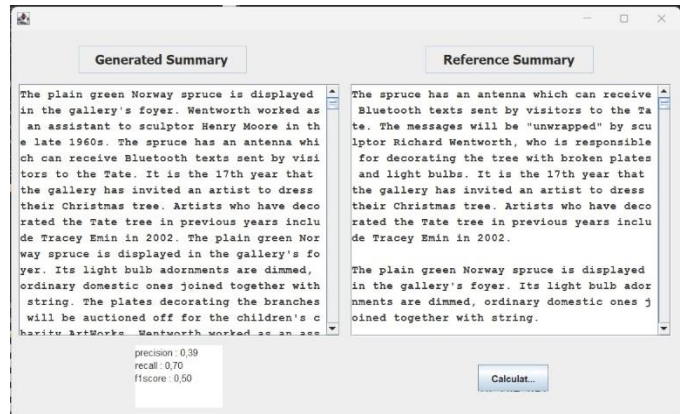 Generated Summary
The plain green Norway spruce is displayed
in the gallery's foyer. Wentworth worked as
an assistant to sculptor Henry Moore in th
e late 1960s. The spruce has an antenna whi
ch can receive Bluetooth texts sent by visi
tors to the Tate. It is the 17th year that
the gallery has invited an artist to dress
their Christmas tree. Artists who have deco
rated the Tate tree in previous years inclu
de Tracey Emin in 2002. The plain green Nor
way spruce is displayed in the gallery's fo
yer. Its light bulb adornments are dimmed,
ordinary domestic ones joined together with
string. The plates decorating the branches
will be auctioned off for the children's c
harity ArtWorks. Wentworth worked as an ass
Reference Summary
The spruce has an antenna which can receive
Bluetooth texts sent by visitors to the Ta
te. The messages will be "unwrapped" by scu
lptor Richard Wentworth, who is responsible
for decorating the tree with broken plates
and light bulbs. It is the 17th year that
the gallery has invited an artist to dress
their Christmas tree. Artists who have deco
rated the Tate tree in previous years inclu
de Tracey Emin in 2002.
The plain green Norway spruce is displayed
in the gallery's foyer. Its light bulb ador
nments are dimmed, ordinary domestic ones j
oined together with string.
precision : 0,39
recall : 0,70
f1score : 0,50
Calculat...